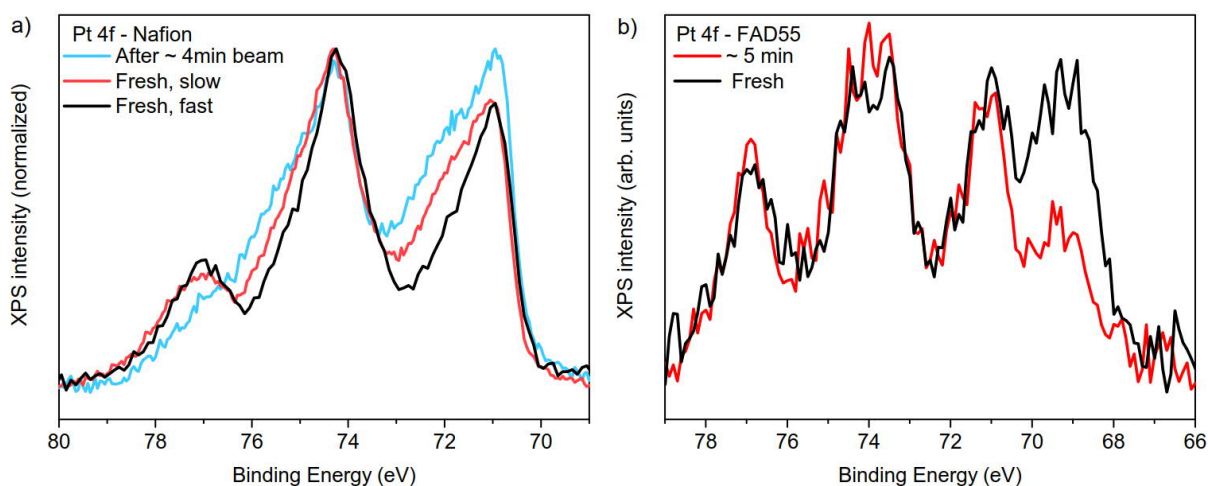 a)
Pt 4f - Nafion
After ~ 4min beam
Fresh, slow
Fresh, fast
XPS intensity (normalized)
80 78 76 74 72 70
Binding Energy (eV)
b)
Pt 4f - FAD55
~ 5 min
Fresh
XPS intensity (arb. units)
78 76 74 72 70 68 66
Binding Energy (eV)